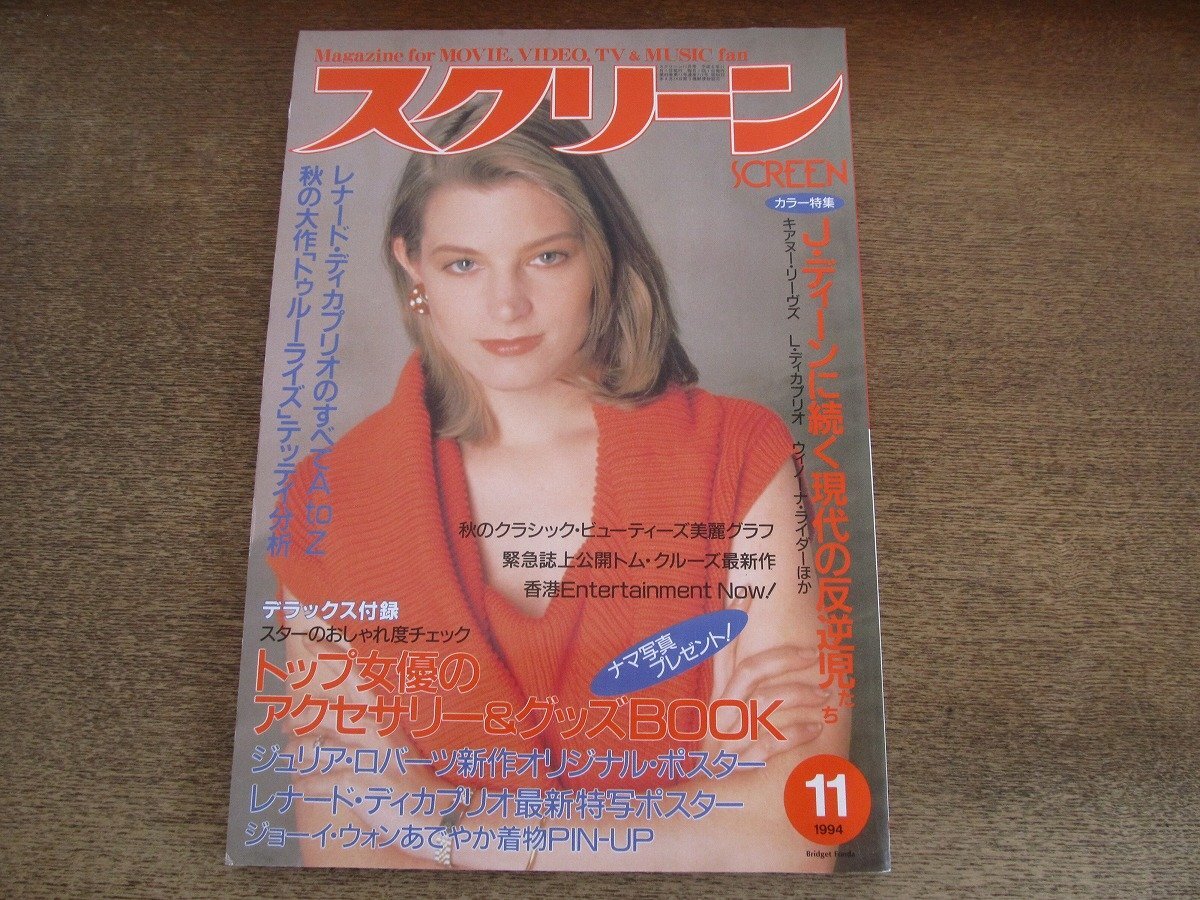 Magazine for MOVIE, VIDEO, TV & MUSIC fan
スクリーン
SCREEN
カラー特集
J・ディーンに続く現代の反逆児たち
キアヌー・リーヴズ L・ディカプリオ ウィノーナ・ライダーほか
レナード・ディカプリオのすべてA to Z
秋の大作「トゥルーライズ」テッテイ分析
秋のクラシック・ビューティーズ美麗グラフ
緊急誌上公開トム・クルーズ最新作
香港Entertainment Now!
デラックス付録
スターのおしゃれ度チェック
ナマ写真
プレゼント!
トップ女優の
アクセサリー&グッズBOOK
ジュリア・ロバーツ新作オリジナル・ポスター
レナード・ディカプリオ最新特写ポスター
ジョーイ・ウォンあでやか着物PIN-UP
11
1994
Bridget Fonda